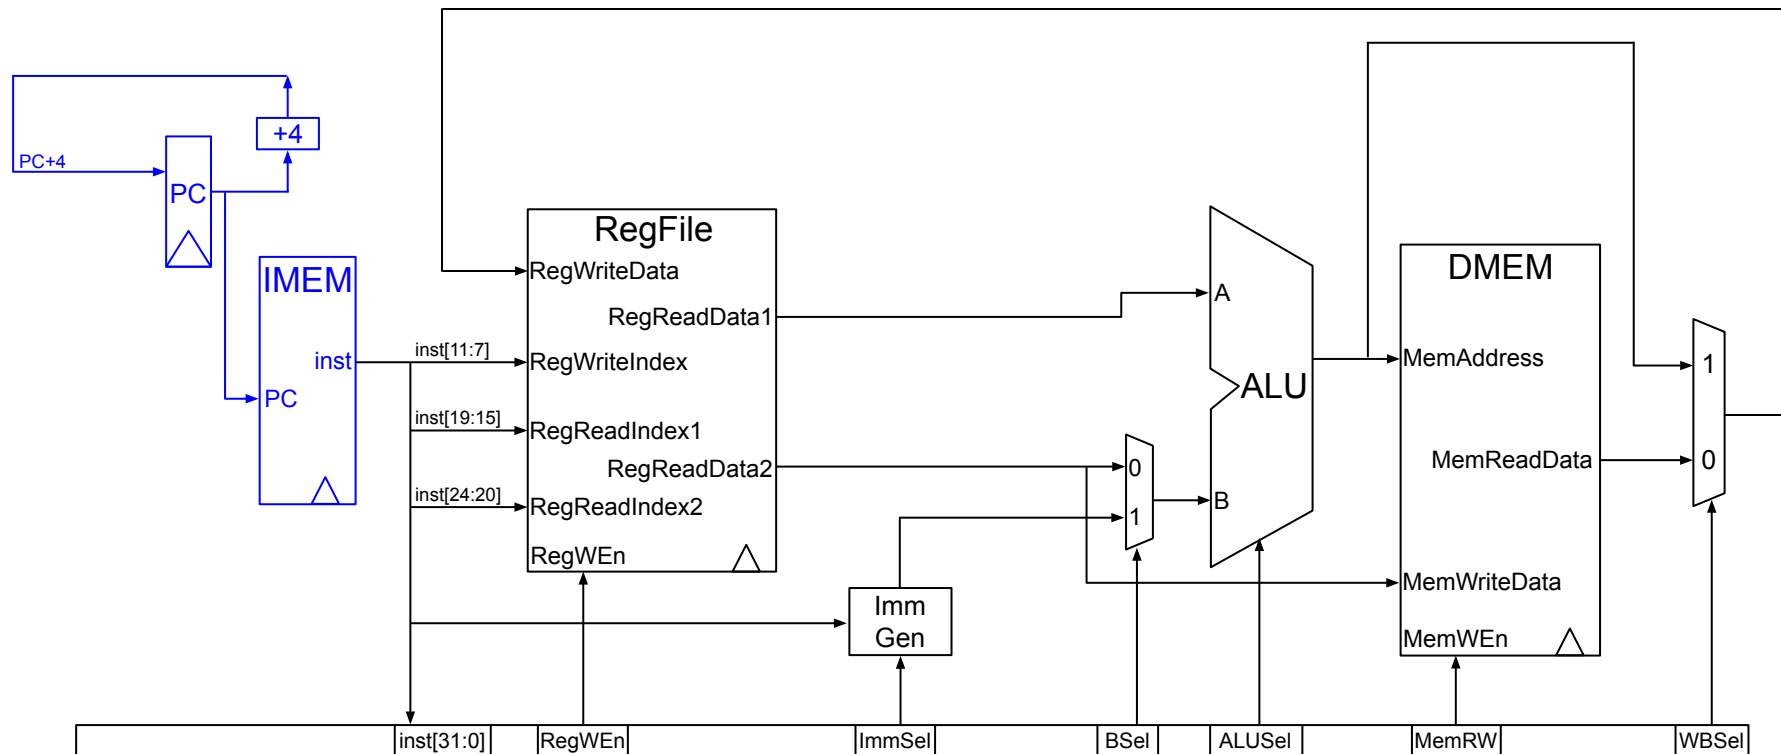 +4
PC+4
PC
IMEM
inst
PC
inst[11:7]
inst[19:15]
inst[24:20]
RegFile
RegWriteData
RegReadData1
RegWriteIndex
RegReadIndex1
RegReadData2
RegReadIndex2
RegWEn
Imm
Gen
0
1
A
ALU
B
DMEM
MemAddress
MemReadData
MemWriteData
MemWEn
1
0
inst[31:0]
RegWEn
ImmSel
BSel
ALUSel
MemRW
WBSel